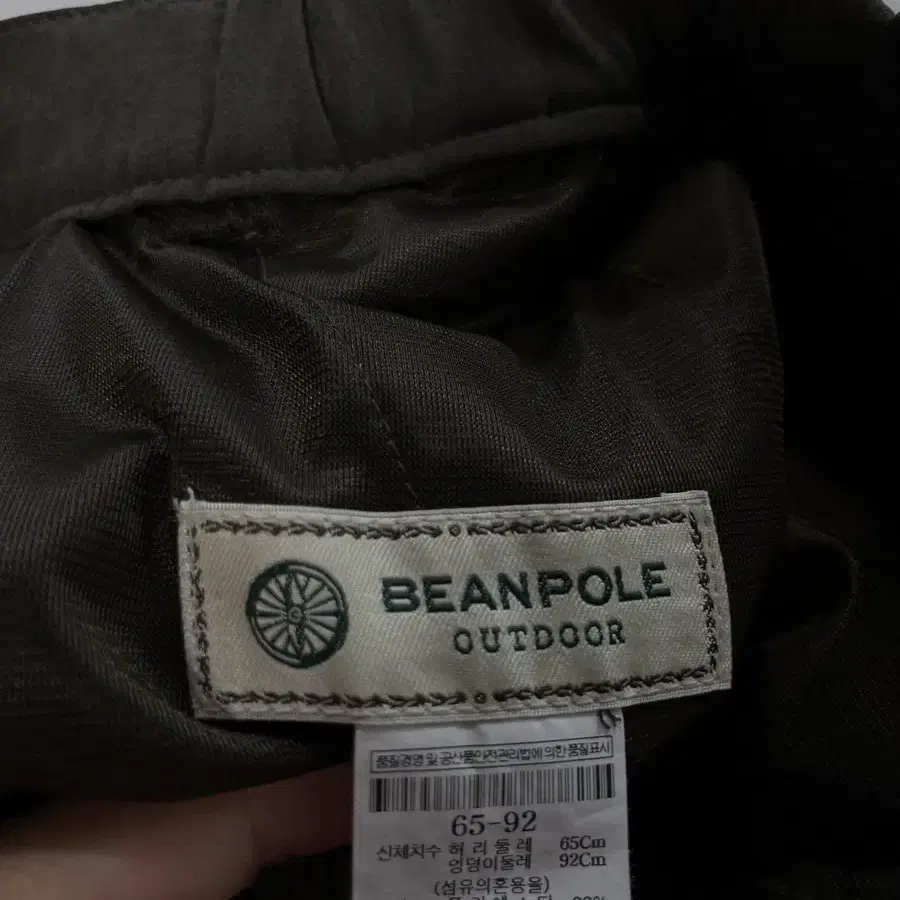 BEANPOLE
OUTDOOR
품질경영 및 공산품안전관리법에 의한 품질표시
65-92
신체치수 허 리 둘 레 65Cm
엉덩이둘레 92Cm
(섬유의혼용율)